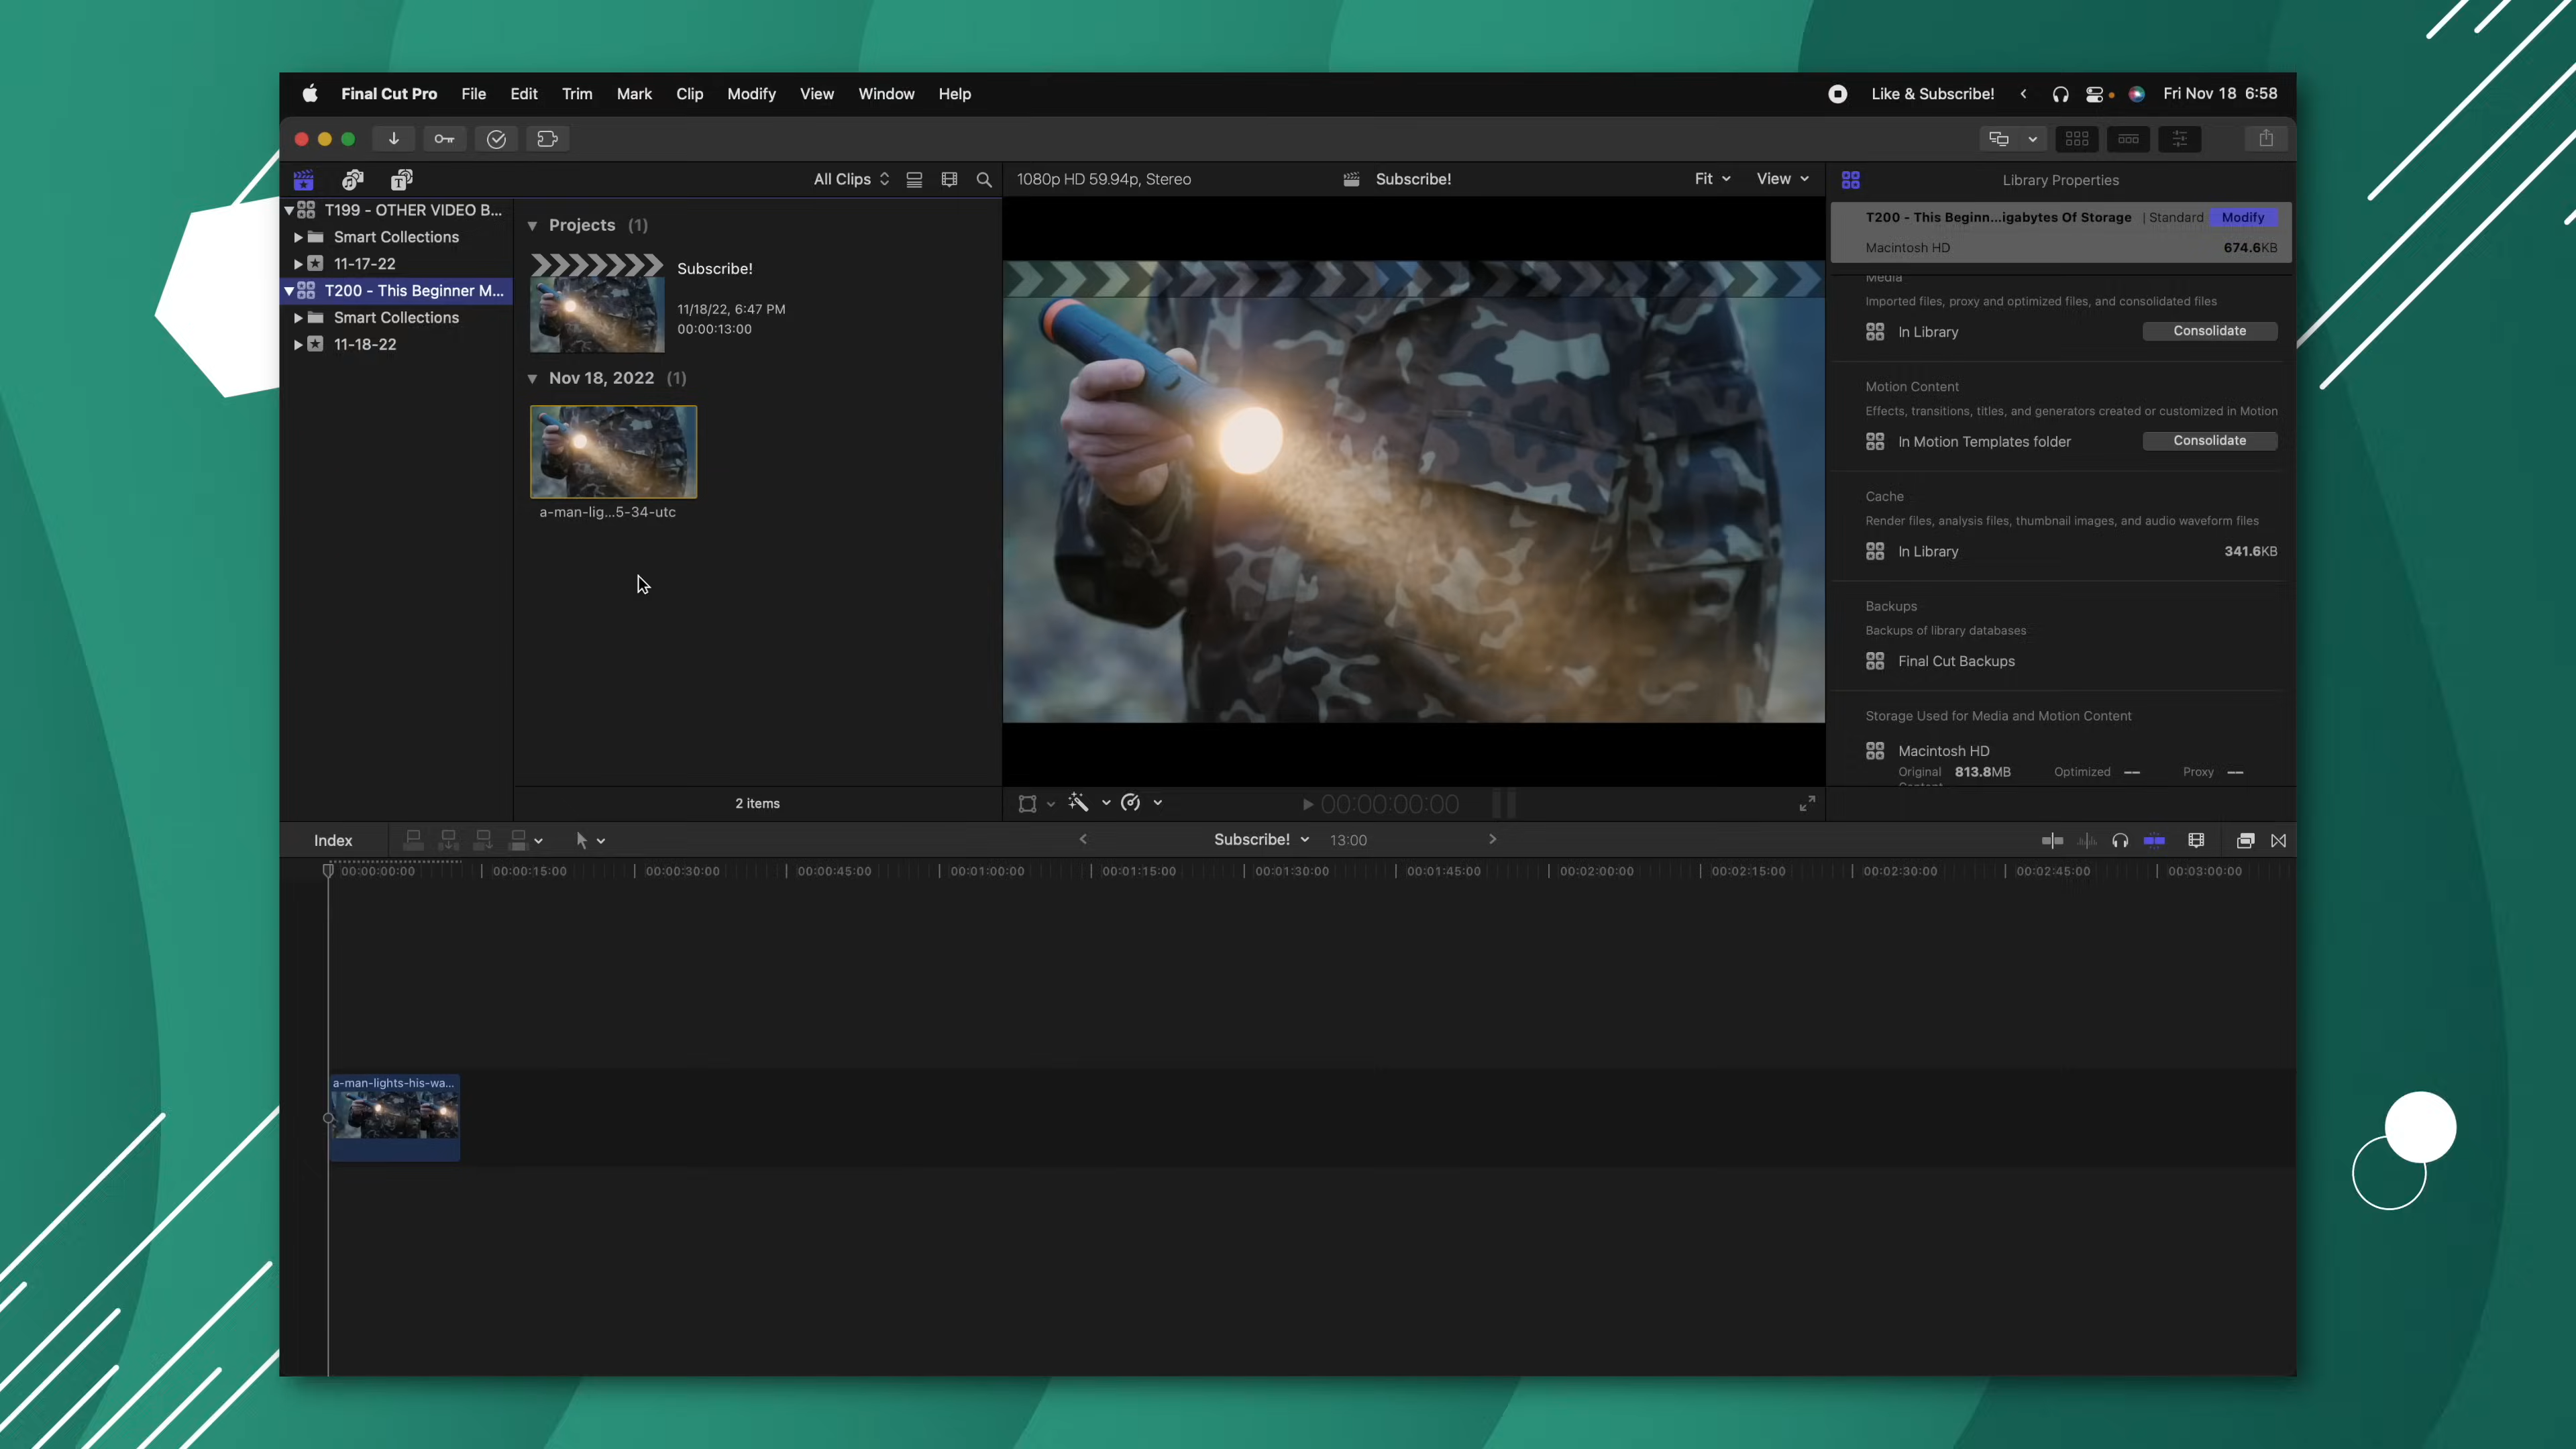 Final Cut Pro File Edit Trim Mark Clip Modify View Window Help Like & Subscribe! Fri Nov 18 6:58
All Clips 1080p HD 59.94p, Stereo Subscribe! Fit View Library Properties
T199 - OTHER VIDEO B...
Smart Collections
11-17-22
T200 - This Beginner M...
Smart Collections
11-18-22
Projects (1)
Subscribe!
11/18/22, 6:47 PM
00:00:13:00
Nov 18, 2022 (1)
a-man-lig...5-34-utc
2 items
00:00:00:00
T200 - This Beginn...igabytes Of Storage | Standard Modify
Macintosh HD 674.6KB
Media
Imported files, proxy and optimized files, and consolidated files
In Library Consolidate
Motion Content
Effects, transitions, titles, and generators created or customized in Motion
In Motion Templates folder Consolidate
Cache
Render files, analysis files, thumbnail images, and audio waveform files
In Library 341.6KB
Backups
Backups of library databases
Final Cut Backups
Storage Used for Media and Motion Content
Macintosh HD
Original 813.8MB Optimized -- Proxy --
Content
Index Subscribe! 13:00
00:00:00:00 00:00:15:00 00:00:30:00 00:00:45:00 00:01:00:00 00:01:15:00 00:01:30:00 00:01:45:00 00:02:00:00 00:02:15:00 00:02:30:00 00:02:45:00 00:03:00:00
a-man-lights-his-wa...